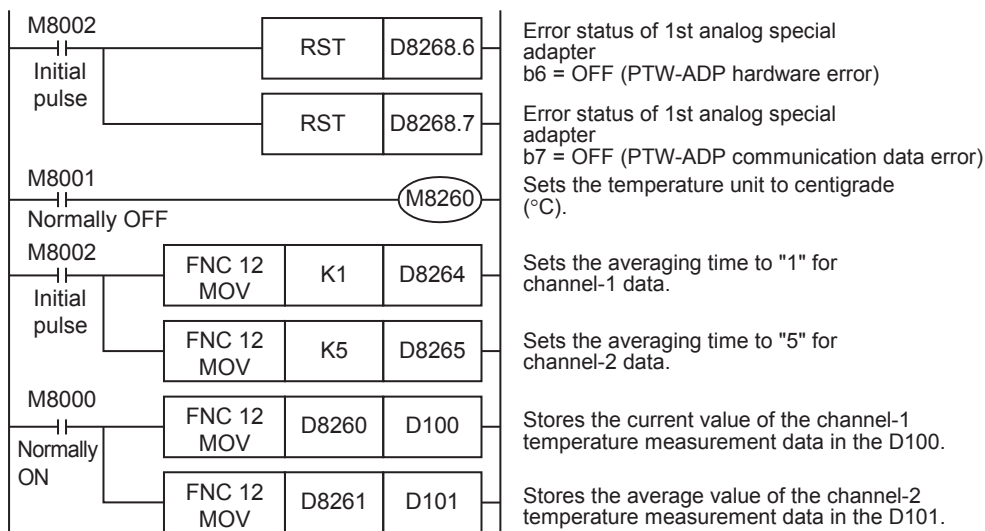 M8002
Initial
pulse
RST D8268.6
Error status of 1st analog special
adapter
b6 = OFF (PTW-ADP hardware error)
RST D8268.7
Error status of 1st analog special
adapter
b7 = OFF (PTW-ADP communication data error)
M8001
Normally OFF
M8260
Sets the temperature unit to centigrade
(°C).
M8002
Initial
pulse
FNC 12
MOV
K1 D8264
Sets the averaging time to "1" for
channel-1 data.
FNC 12
MOV
K5 D8265
Sets the averaging time to "5" for
channel-2 data.
M8000
Normally
ON
FNC 12
MOV
D8260 D100
Stores the current value of the channel-1
temperature measurement data in the D100.
FNC 12
MOV
D8261 D101
Stores the average value of the channel-2
temperature measurement data in the D101.